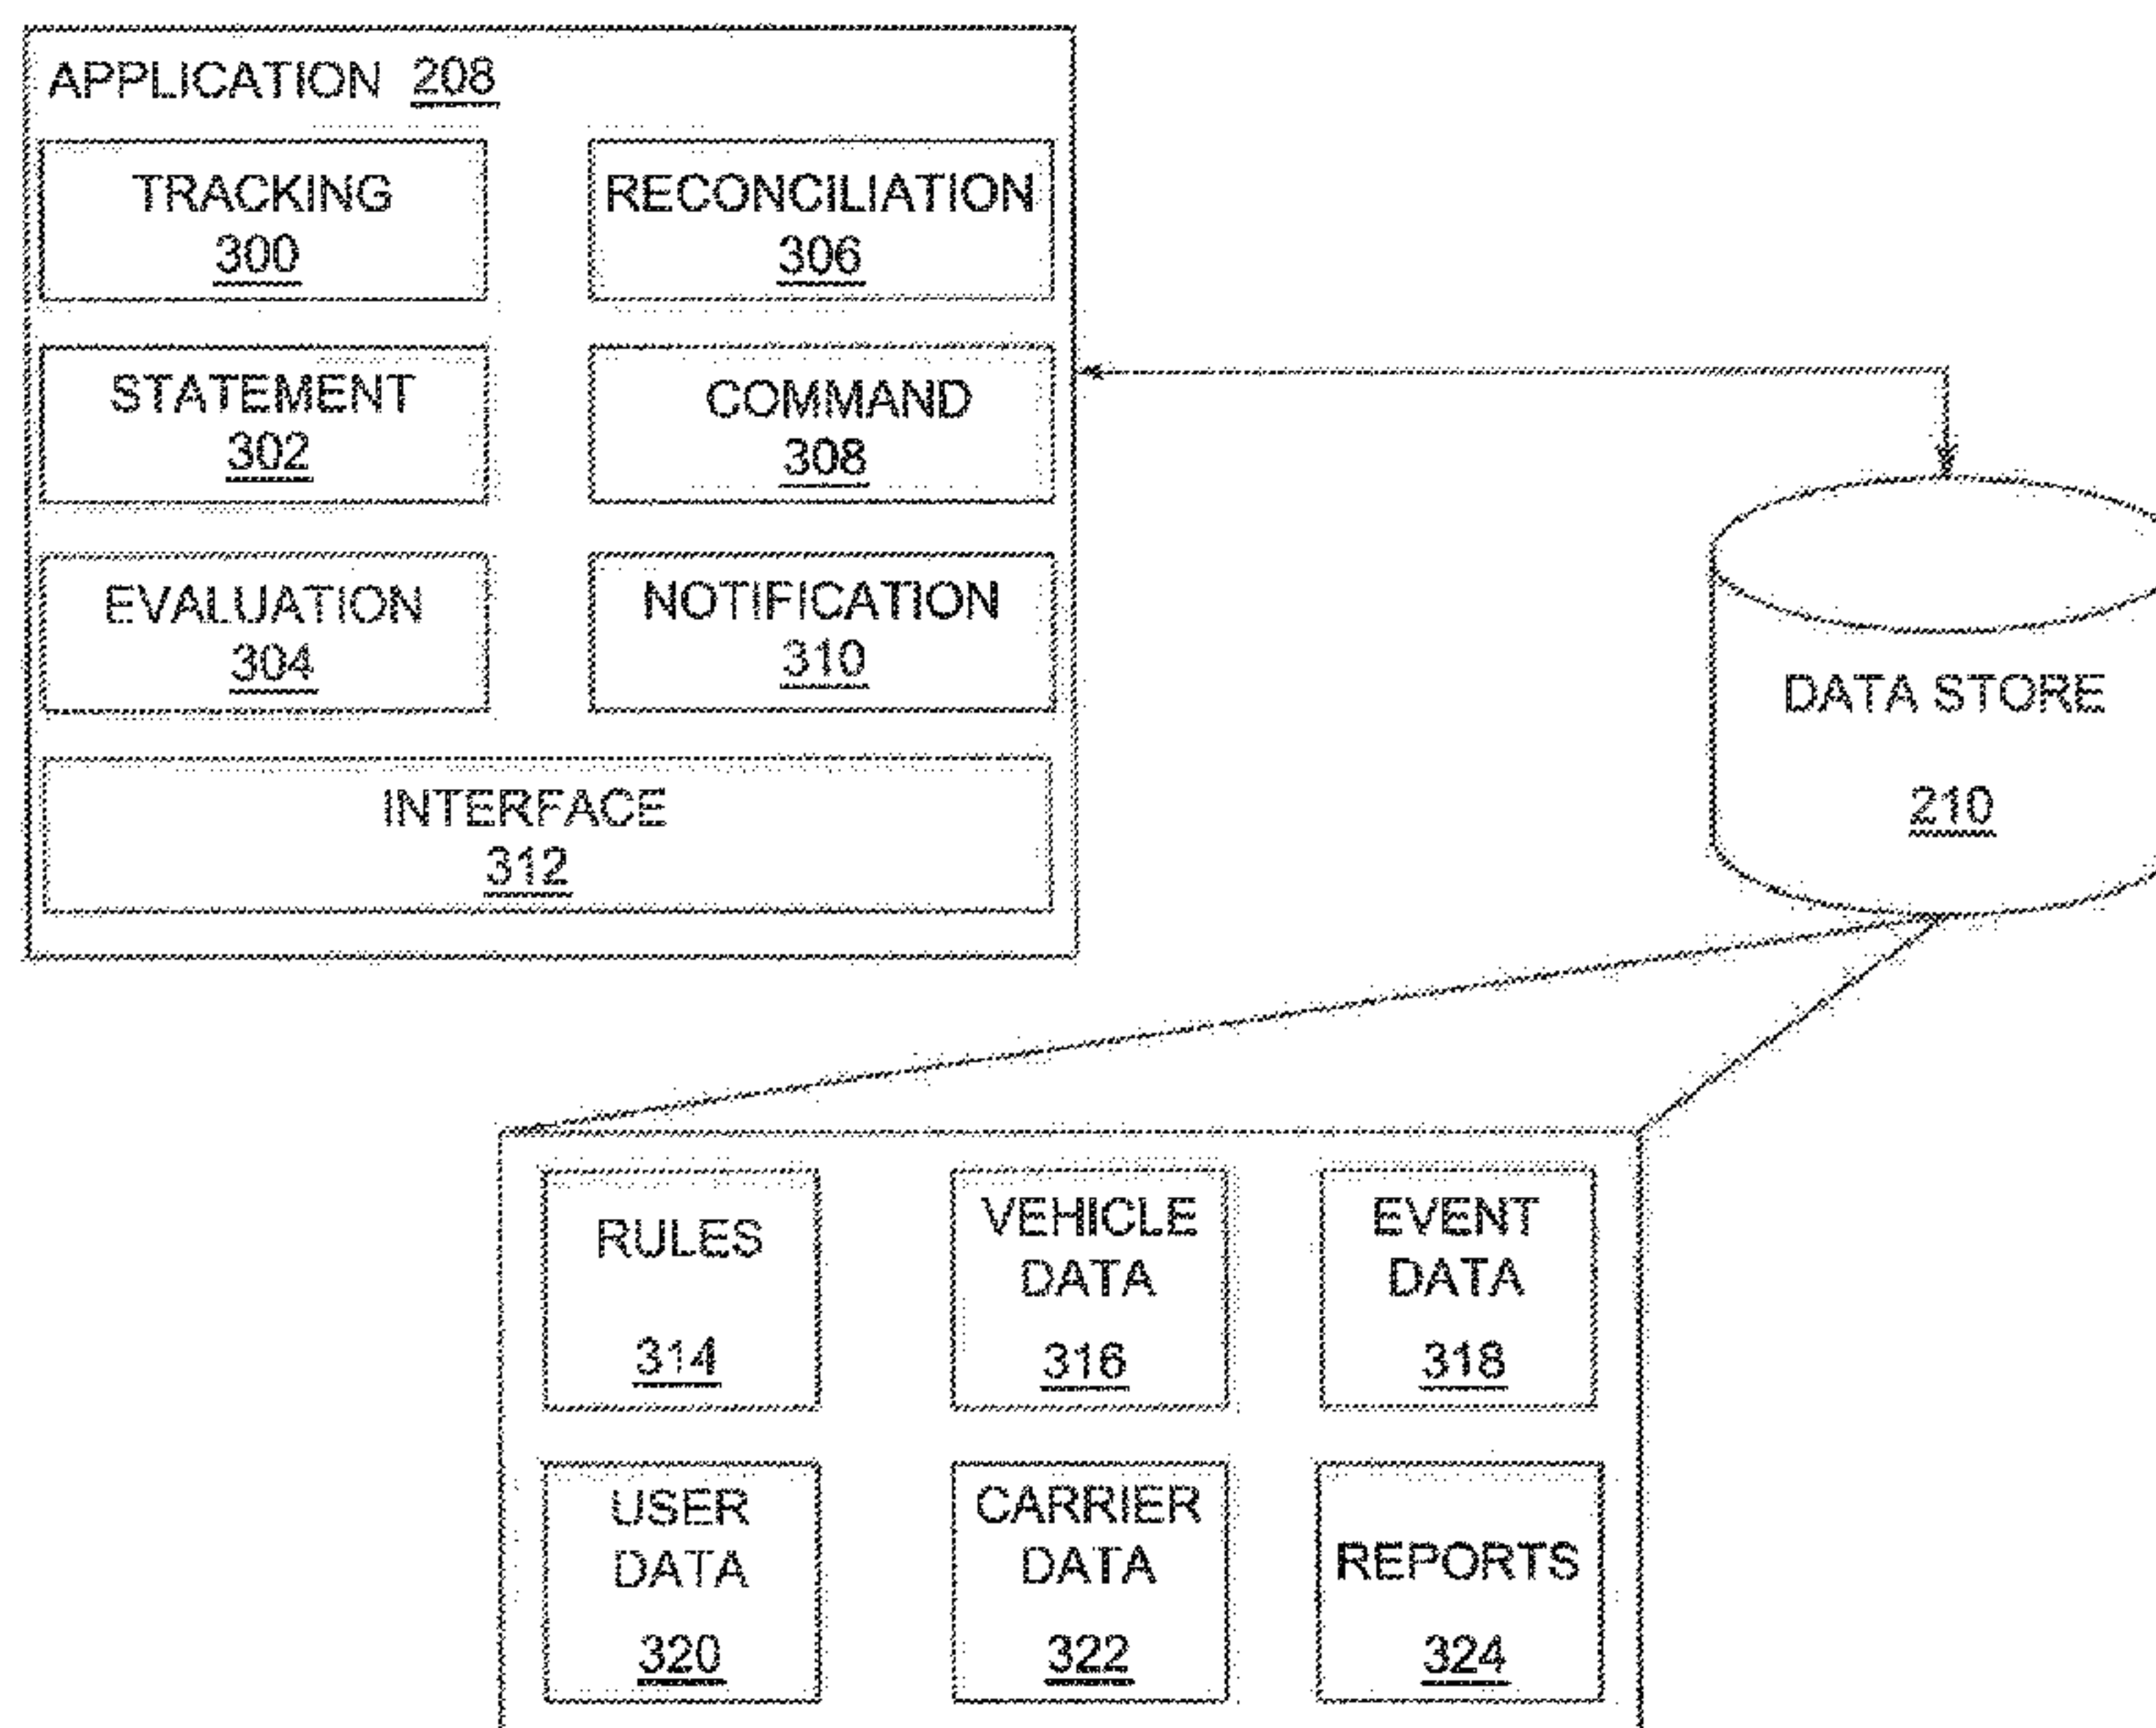 APPLICATION 208
TRACKING
300
RECONCILIATION
306
STATEMENT
302
COMMAND
308
EVALUATION
304
NOTIFICATION
310
INTERFACE
312
DATA STORE
210
RULES
314
VEHICLE
DATA
316
EVENT
DATA
318
USER
DATA
320
CARRIER
DATA
322
REPORTS
324